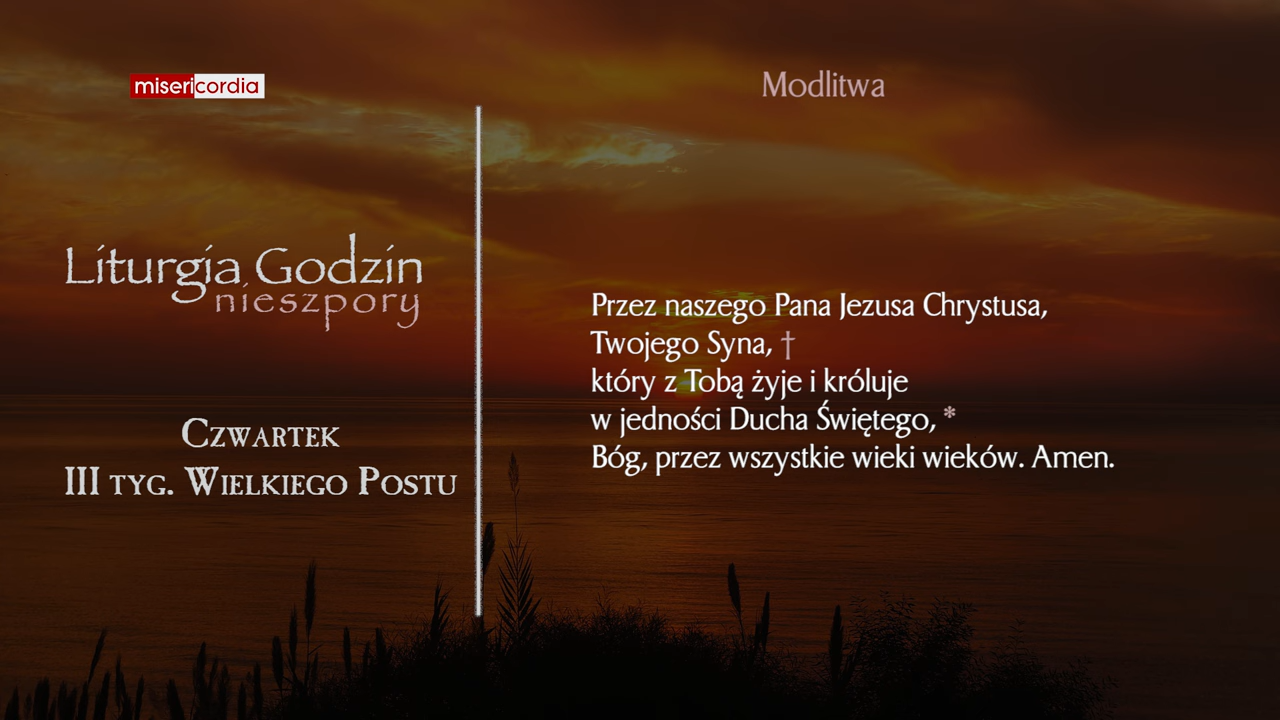 misericordia
Modlitwa
Liturgia Godzin
nieszpory
Czwartek
III tyg. Wielkiego Postu
Przez naszego Pana Jezusa Chrystusa,
Twojego Syna, †
który z Tobą żyje i króluje
w jedności Ducha Świętego, *
Bóg, przez wszystkie wieki wieków. Amen.